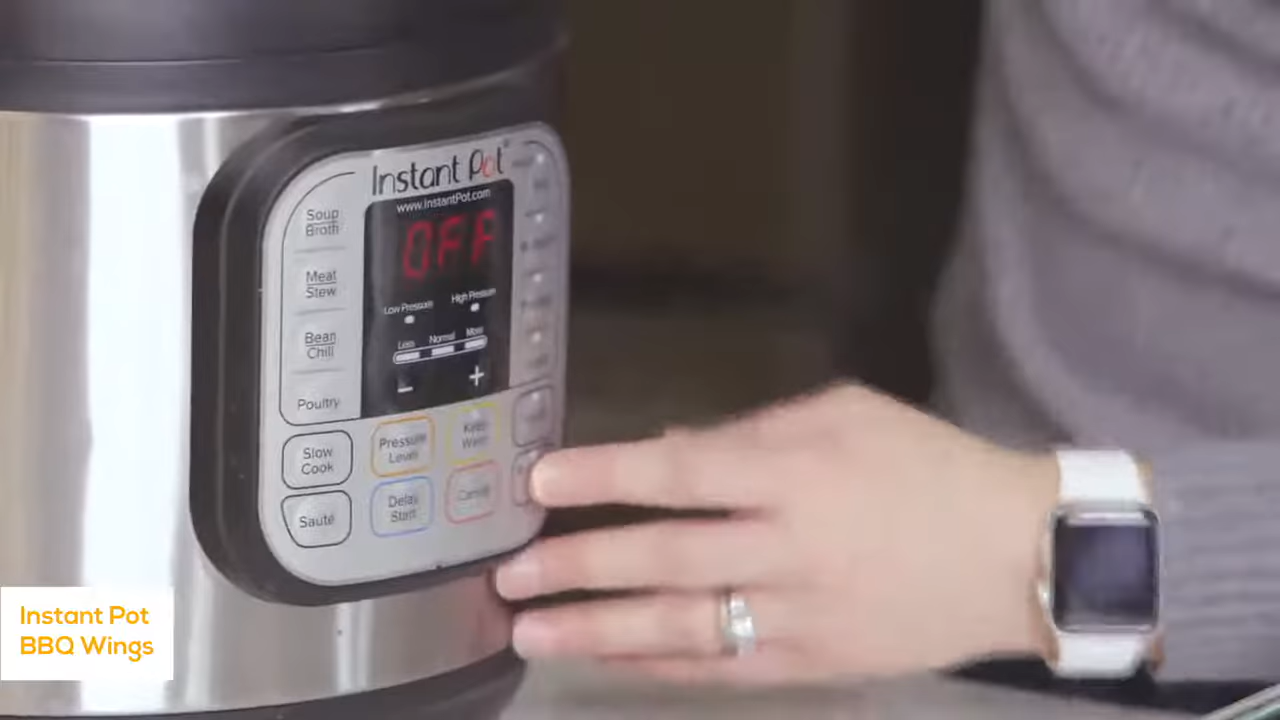 Instant Pot
www.InstantPot.com
OFF
Soup
Broth
Meat
Stew
Bean
Chili
Poultry
Low Pressure
High Pressure
Less Normal More
Slow
Cook
Sauté
Pressure
Level
Keep
Warm
Delay
Start
Cancel
Instant Pot
BBQ Wings